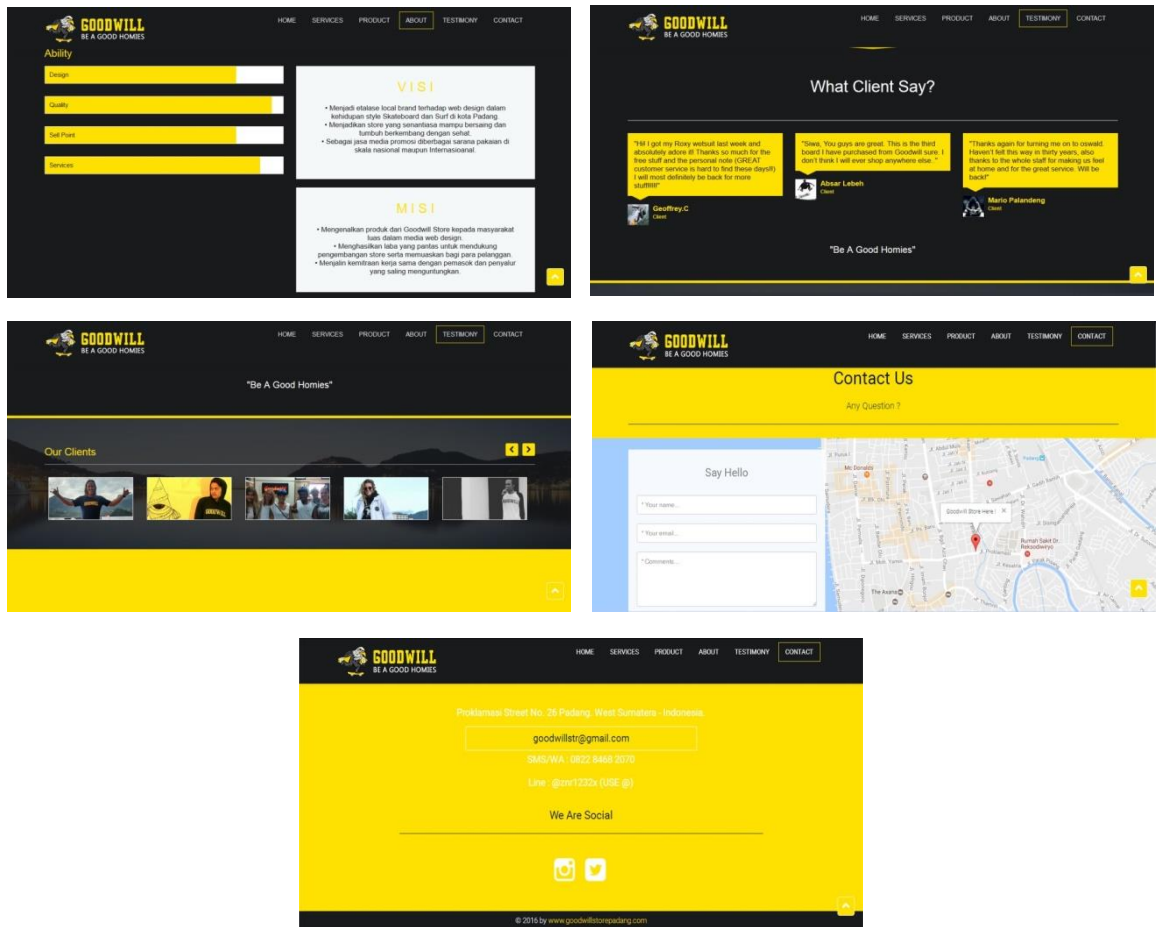 GOODWILL
BE A GOOD HOMIES
HOME SERVICES PRODUCT ABOUT TESTIMONY CONTACT
Ability
Design
Quality
Sell Point
Services
VISI
• Menjadi etalase local brand terhadap web design dalam
kehidupan style Skateboard dan Surf di kota Padang.
• Menjadikan store yang senantiasa mampu bersaing dan
tumbuh berkembang dengan sehat.
• Sebagai jasa media promosi diberbagai sarana pakaian di
skala nasional maupun Internasioanal.
MISI
• Mengenalkan produk dari Goodwill Store kepada masyarakat
luas dalam media web design.
• Menghasilkan laba yang pantas untuk mendukung
pengembangan store serta memuaskan bagi para pelanggan.
• Menjalin kemitraan kerja sama dengan pemasok dan penyalur
yang saling menguntungkan.
GOODWILL
BE A GOOD HOMIES
HOME SERVICES PRODUCT ABOUT TESTIMONY CONTACT
What Client Say?
"Hi! I got my Roxy wetsuit last week and
absolutely adore it! Thanks so much for the
free stuff and the personal note (GREAT
customer service is hard to find these days!!)
I will most definitely be back for more
stuff!!!!!!"
Geoffrey.C
Client
"Siwa, You guys are great. This is the third
board I have purchased from Goodwill sure. I
don't think I will ever shop anywhere else.."
Absar Lebeh
Client
"Thanks again for turning me on to oswald.
Haven't felt this way in thirty years, also
thanks to the whole staff for making us feel
at home and for the great service. Will be
back!"
Mario Palandeng
Client
"Be A Good Homies"
GOODWILL
BE A GOOD HOMIES
HOME SERVICES PRODUCT ABOUT TESTIMONY CONTACT
"Be A Good Homies"
Our Clients
GOODWILL
BE A GOOD HOMIES
HOME SERVICES PRODUCT ABOUT TESTIMONY CONTACT
Contact Us
Any Question ?
Say Hello
* Your name...
* Your email...
* Comments...
Mc Donalds
Padang
Goodwill Store Here !
Rumah Sakit Dr.
Reksodiwiryo
Jl. Proklamasi
Jl. Moh. Yamin
The Axana
GOODWILL
BE A GOOD HOMIES
HOME SERVICES PRODUCT ABOUT TESTIMONY CONTACT
Proklamasi Street No. 26 Padang, West Sumatera - Indonesia
goodwillstr@gmail.com
SMS/WA : 0822 8468 2070
Line : @znr1232x (USE @)
We Are Social
© 2016 by www.goodwillstorepadang.com